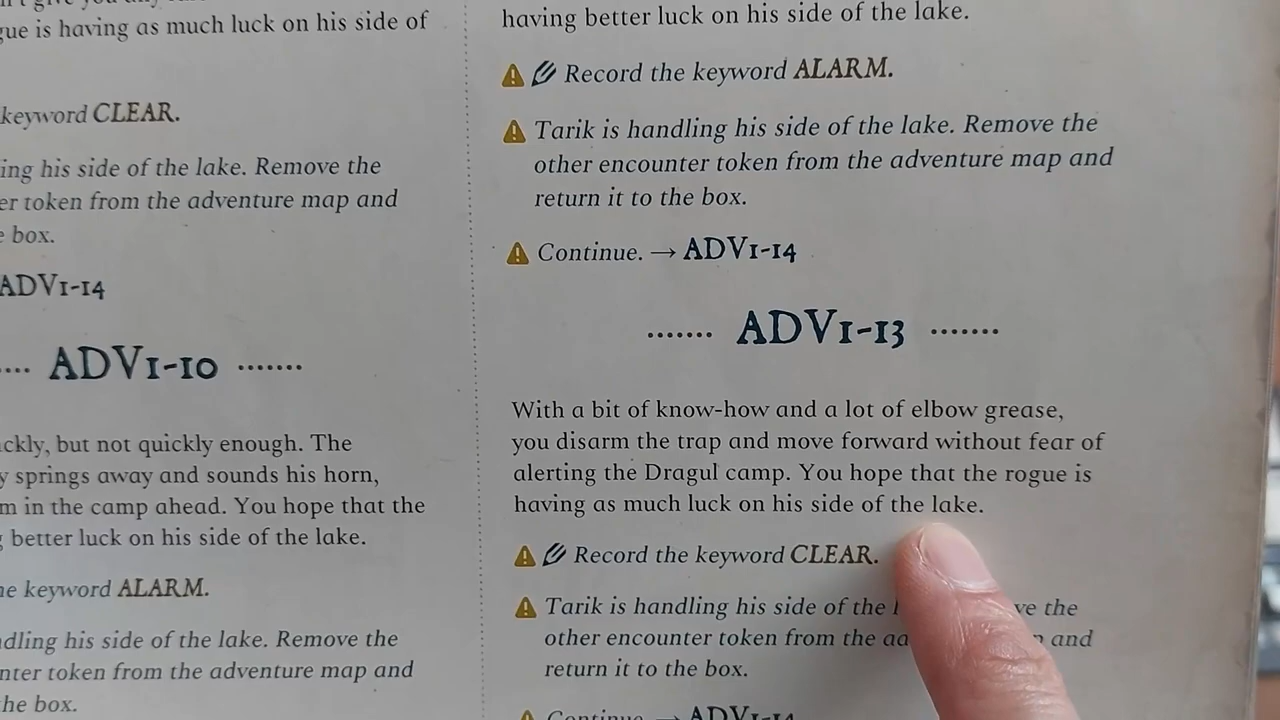 gue is having as much luck on his side of
keyword CLEAR.
ing his side of the lake. Remove the
er token from the adventure map and
e box.
ADV1-14
.... ADV1-10 .......
ckly, but not quickly enough. The
y springs away and sounds his horn,
m in the camp ahead. You hope that the
g better luck on his side of the lake.
he keyword ALARM.
ndling his side of the lake. Remove the
nter token from the adventure map and
he box.
having better luck on his side of the lake.
Record the keyword ALARM.
Tarik is handling his side of the lake. Remove the
other encounter token from the adventure map and
return it to the box.
Continue. → ADV1-14
....... ADV1-13 .......
With a bit of know-how and a lot of elbow grease,
you disarm the trap and move forward without fear of
alerting the Dragul camp. You hope that the rogue is
having as much luck on his side of the lake.
Record the keyword CLEAR.
Tarik is handling his side of the ve the
other encounter token from the and
return it to the box.
Continue. → ADV1-14